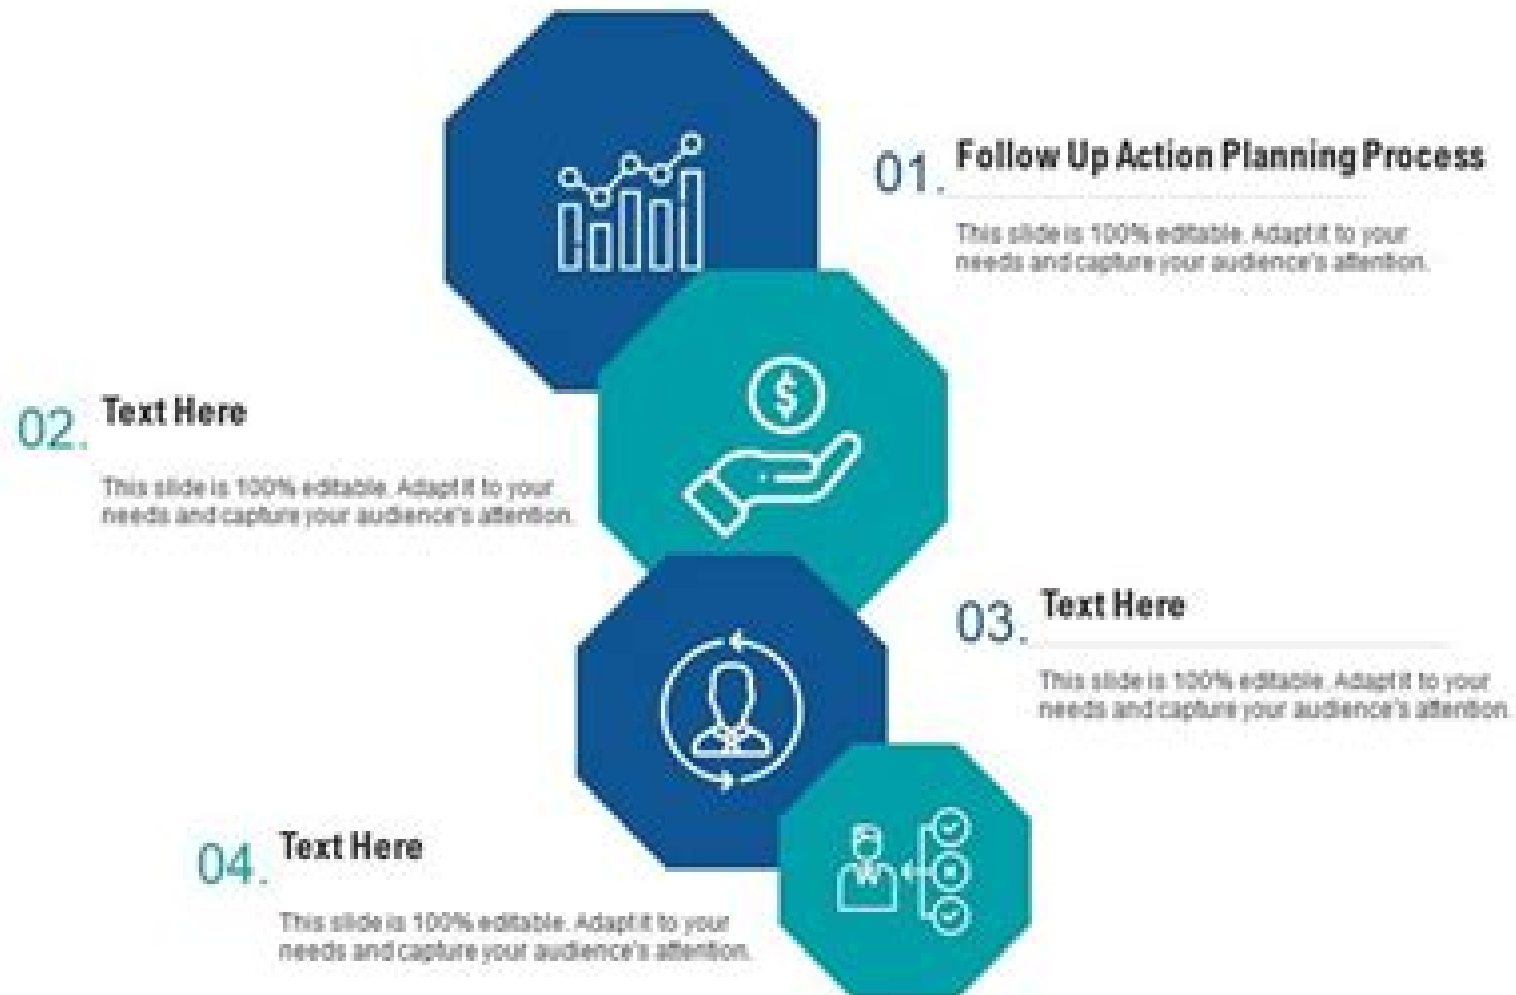 01. Follow Up Action Planning Process
This slide is 100% editable. Adapt it to your
needs and capture your audience's attention.
02. Text Here
This slide is 100% editable. Adapt it to your
needs and capture your audience's attention.
03. Text Here
This slide is 100% editable. Adapt it to your
needs and capture your audience's attention.
04. Text Here
This slide is 100% editable. Adapt it to your
needs and capture your audience's attention.
$